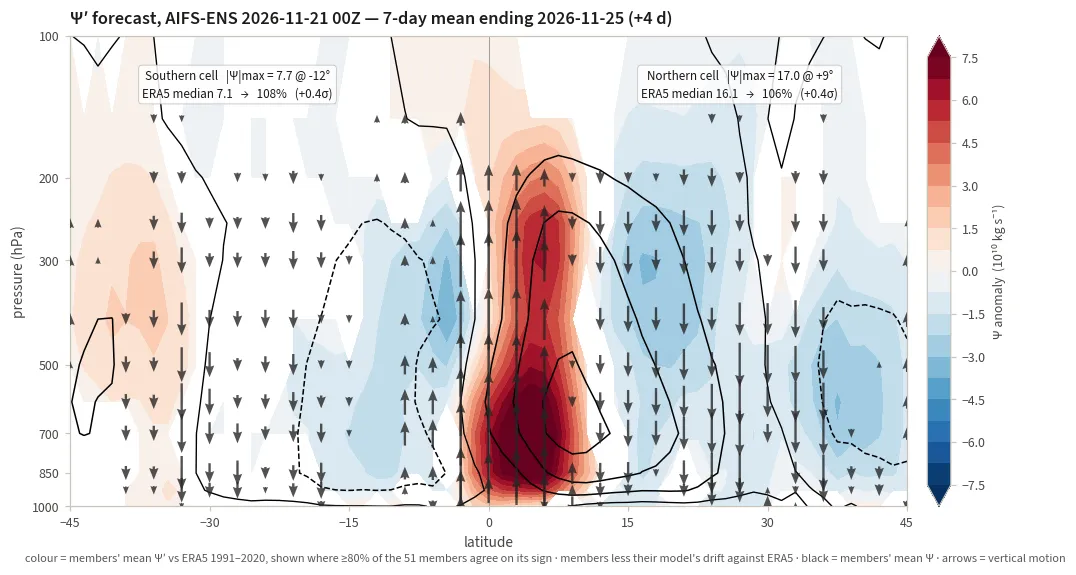 Ψ′ forecast, AIFS-ENS 2026-11-21 00Z — 7-day mean ending 2026-11-25 (+4 d)
Southern cell |Ψ|max = 7.7 @ -12°
ERA5 median 7.1 → 108% (+0.4σ)
Northern cell |Ψ|max = 17.0 @ +9°
ERA5 median 16.1 → 106% (+0.4σ)
pressure (hPa)
100
200
300
400
500
700
850
1000
−45
−30
−15
0
15
30
45
latitude
7.5
6.0
4.5
3.0
1.5
0.0
−1.5
−3.0
−4.5
−6.0
−7.5
Ψ anomaly (10¹⁰ kg s⁻¹)
colour = members' mean Ψ′ vs ERA5 1991–2020, shown where ≥80% of the 51 members agree on its sign · members less their model's drift against ERA5 · black = members' mean Ψ · arrows = vertical motion